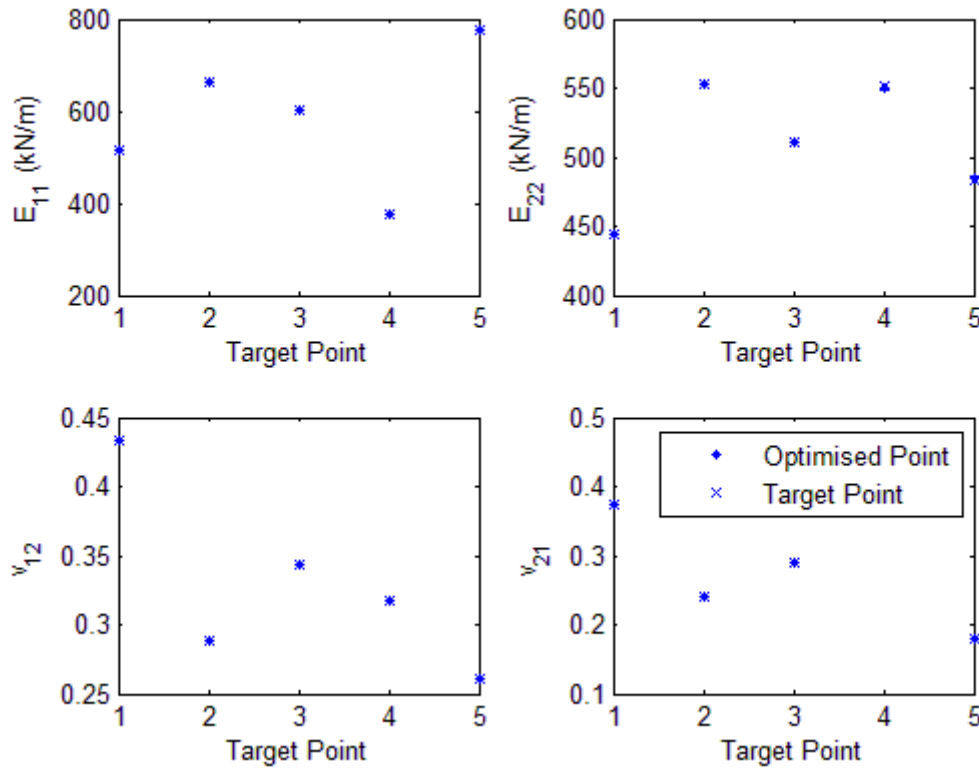 800
600
400
200
E11 (kN/m)
1 2 3 4 5
Target Point
600
550
500
450
400
E22 (kN/m)
1 2 3 4 5
Target Point
0.45
0.4
0.35
0.3
0.25
v12
1 2 3 4 5
Target Point
0.5
0.4
0.3
0.2
0.1
v21
Optimised Point
Target Point
1 2 3 4 5
Target Point